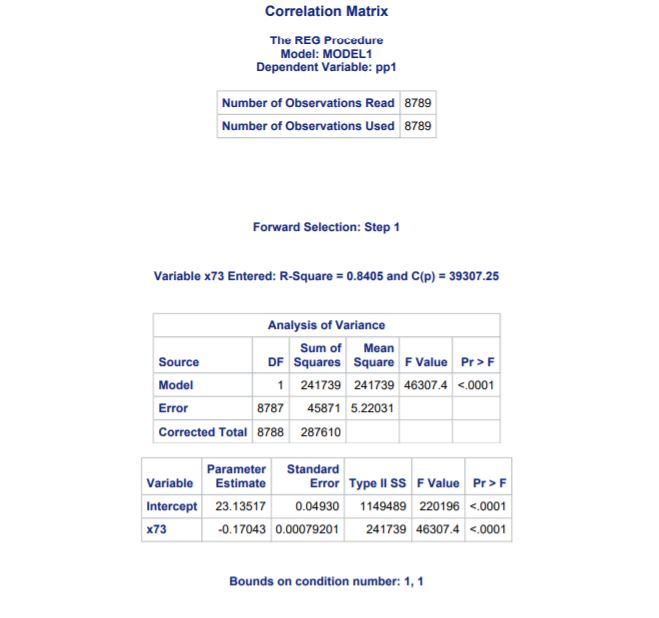 Correlation Matrix
The REG Procedure
Model: MODEL1
Dependent Variable: pp1
Number of Observations Read 8789
Number of Observations Used 8789
Forward Selection: Step 1
Variable x73 Entered: R-Square = 0.8405 and C(p) = 39307.25
Analysis of Variance
Source DF Sum of Squares Mean Square F Value Pr > F
Model 1 241739 241739 46307.4 <.0001
Error 8787 45871 5.22031
Corrected Total 8788 287610
Variable Parameter Estimate Standard Error Type II SS F Value Pr > F
Intercept 23.13517 0.04930 1149489 220196 <.0001
x73 -0.17043 0.00079201 241739 46307.4 <.0001
Bounds on condition number: 1, 1